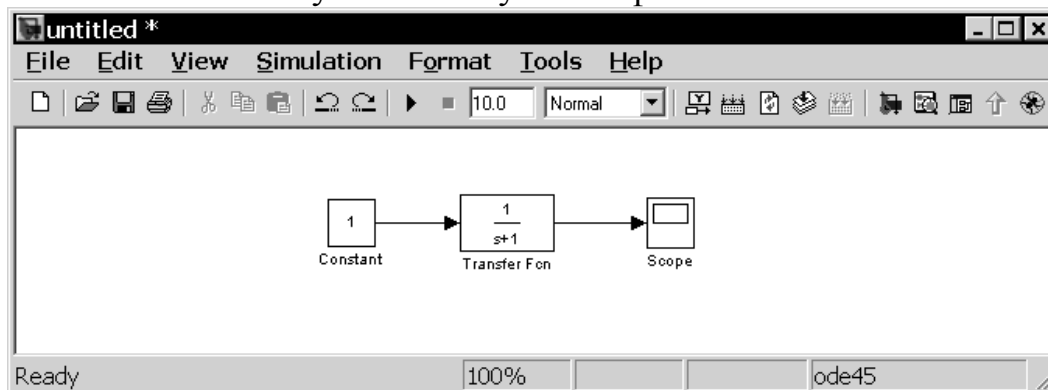 untitled *
File Edit View Simulation Format Tools Help
10.0 Normal
1
1
s+1
Constant
Transfer Fcn
Scope
Ready 100% ode45